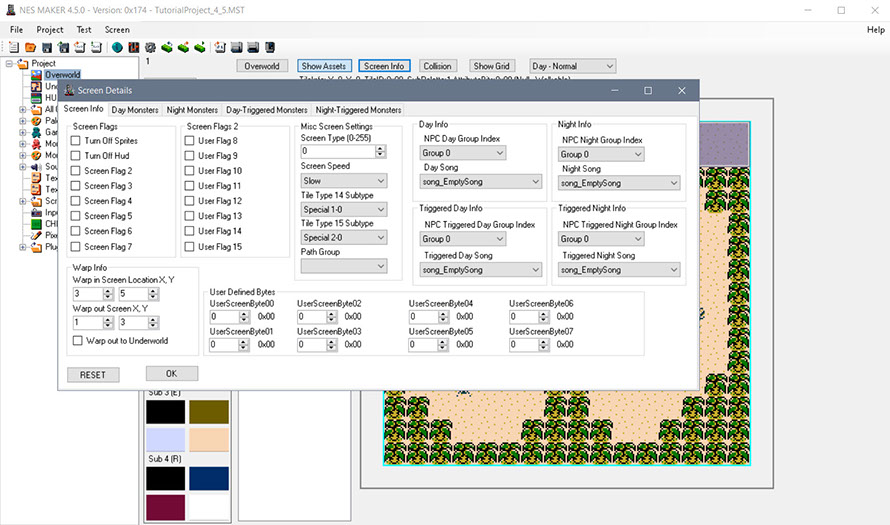 NES MAKER 4.5.0 - Version: 0x174 - TutorialProject_4_5.MST
File Project Test Screen Help
Project
Overworld
HU
All
Pal
Ga
Mo
Mo
Sou
Tex
Tex
Scr
Inpu
CHI
Pixe
Plug
1
Overworld Show Assets Screen Info Collision Show Grid Day - Normal
Screen Details
Screen Info Day Monsters Night Monsters Day-Triggered Monsters Night-Triggered Monsters
Screen Flags
Turn Off Sprites
Turn Off Hud
Screen Flag 2
Screen Flag 3
Screen Flag 4
Screen Flag 5
Screen Flag 6
Screen Flag 7
Screen Flags 2
User Flag 8
User Flag 9
User Flag 10
User Flag 11
User Flag 12
User Flag 13
User Flag 14
User Flag 15
Misc Screen Settings
Screen Type (0-255)
0
Screen Speed
Slow
Tile Type 14 Subtype
Special 1-0
Tile Type 15 Subtype
Special 2-0
Path Group
Day Info
NPC Day Group Index
Group 0
Day Song
song_EmptySong
Night Info
NPC Night Group Index
Group 0
Night Song
song_EmptySong
Triggered Day Info
NPC Triggered Day Group Index
Group 0
Triggered Day Song
song_EmptySong
Triggered Night Info
NPC Triggered Night Group Index
Group 0
Triggered Night Song
song_EmptySong
Warp Info
Warp in Screen Location X, Y
3 5
Warp out Screen X, Y
1 3
Warp out to Underworld
User Defined Bytes
UserScreenByte00 UserScreenByte02 UserScreenByte04 UserScreenByte06
0 0x00 0 0x00 0 0x00 0 0x00
UserScreenByte01 UserScreenByte03 UserScreenByte05 UserScreenByte07
0 0x00 0 0x00 0 0x00 0 0x00
RESET OK
Sub 3 (E)
Sub 4 (R)